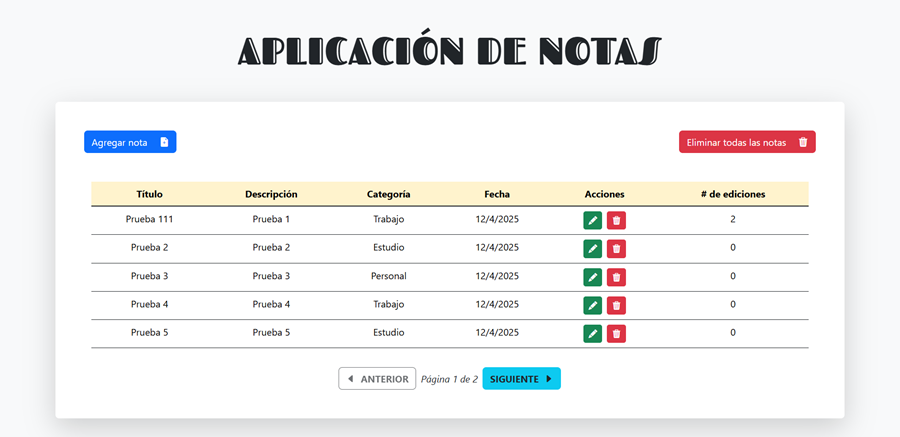 APLICACIÓN DE NOTAS
Agregar nota Eliminar todas las notas
Título Descripción Categoría Fecha Acciones # de ediciones
Prueba 111 Prueba 1 Trabajo 12/4/2025 2
Prueba 2 Prueba 2 Estudio 12/4/2025 0
Prueba 3 Prueba 3 Personal 12/4/2025 0
Prueba 4 Prueba 4 Trabajo 12/4/2025 0
Prueba 5 Prueba 5 Estudio 12/4/2025 0
ANTERIOR Página 1 de 2 SIGUIENTE